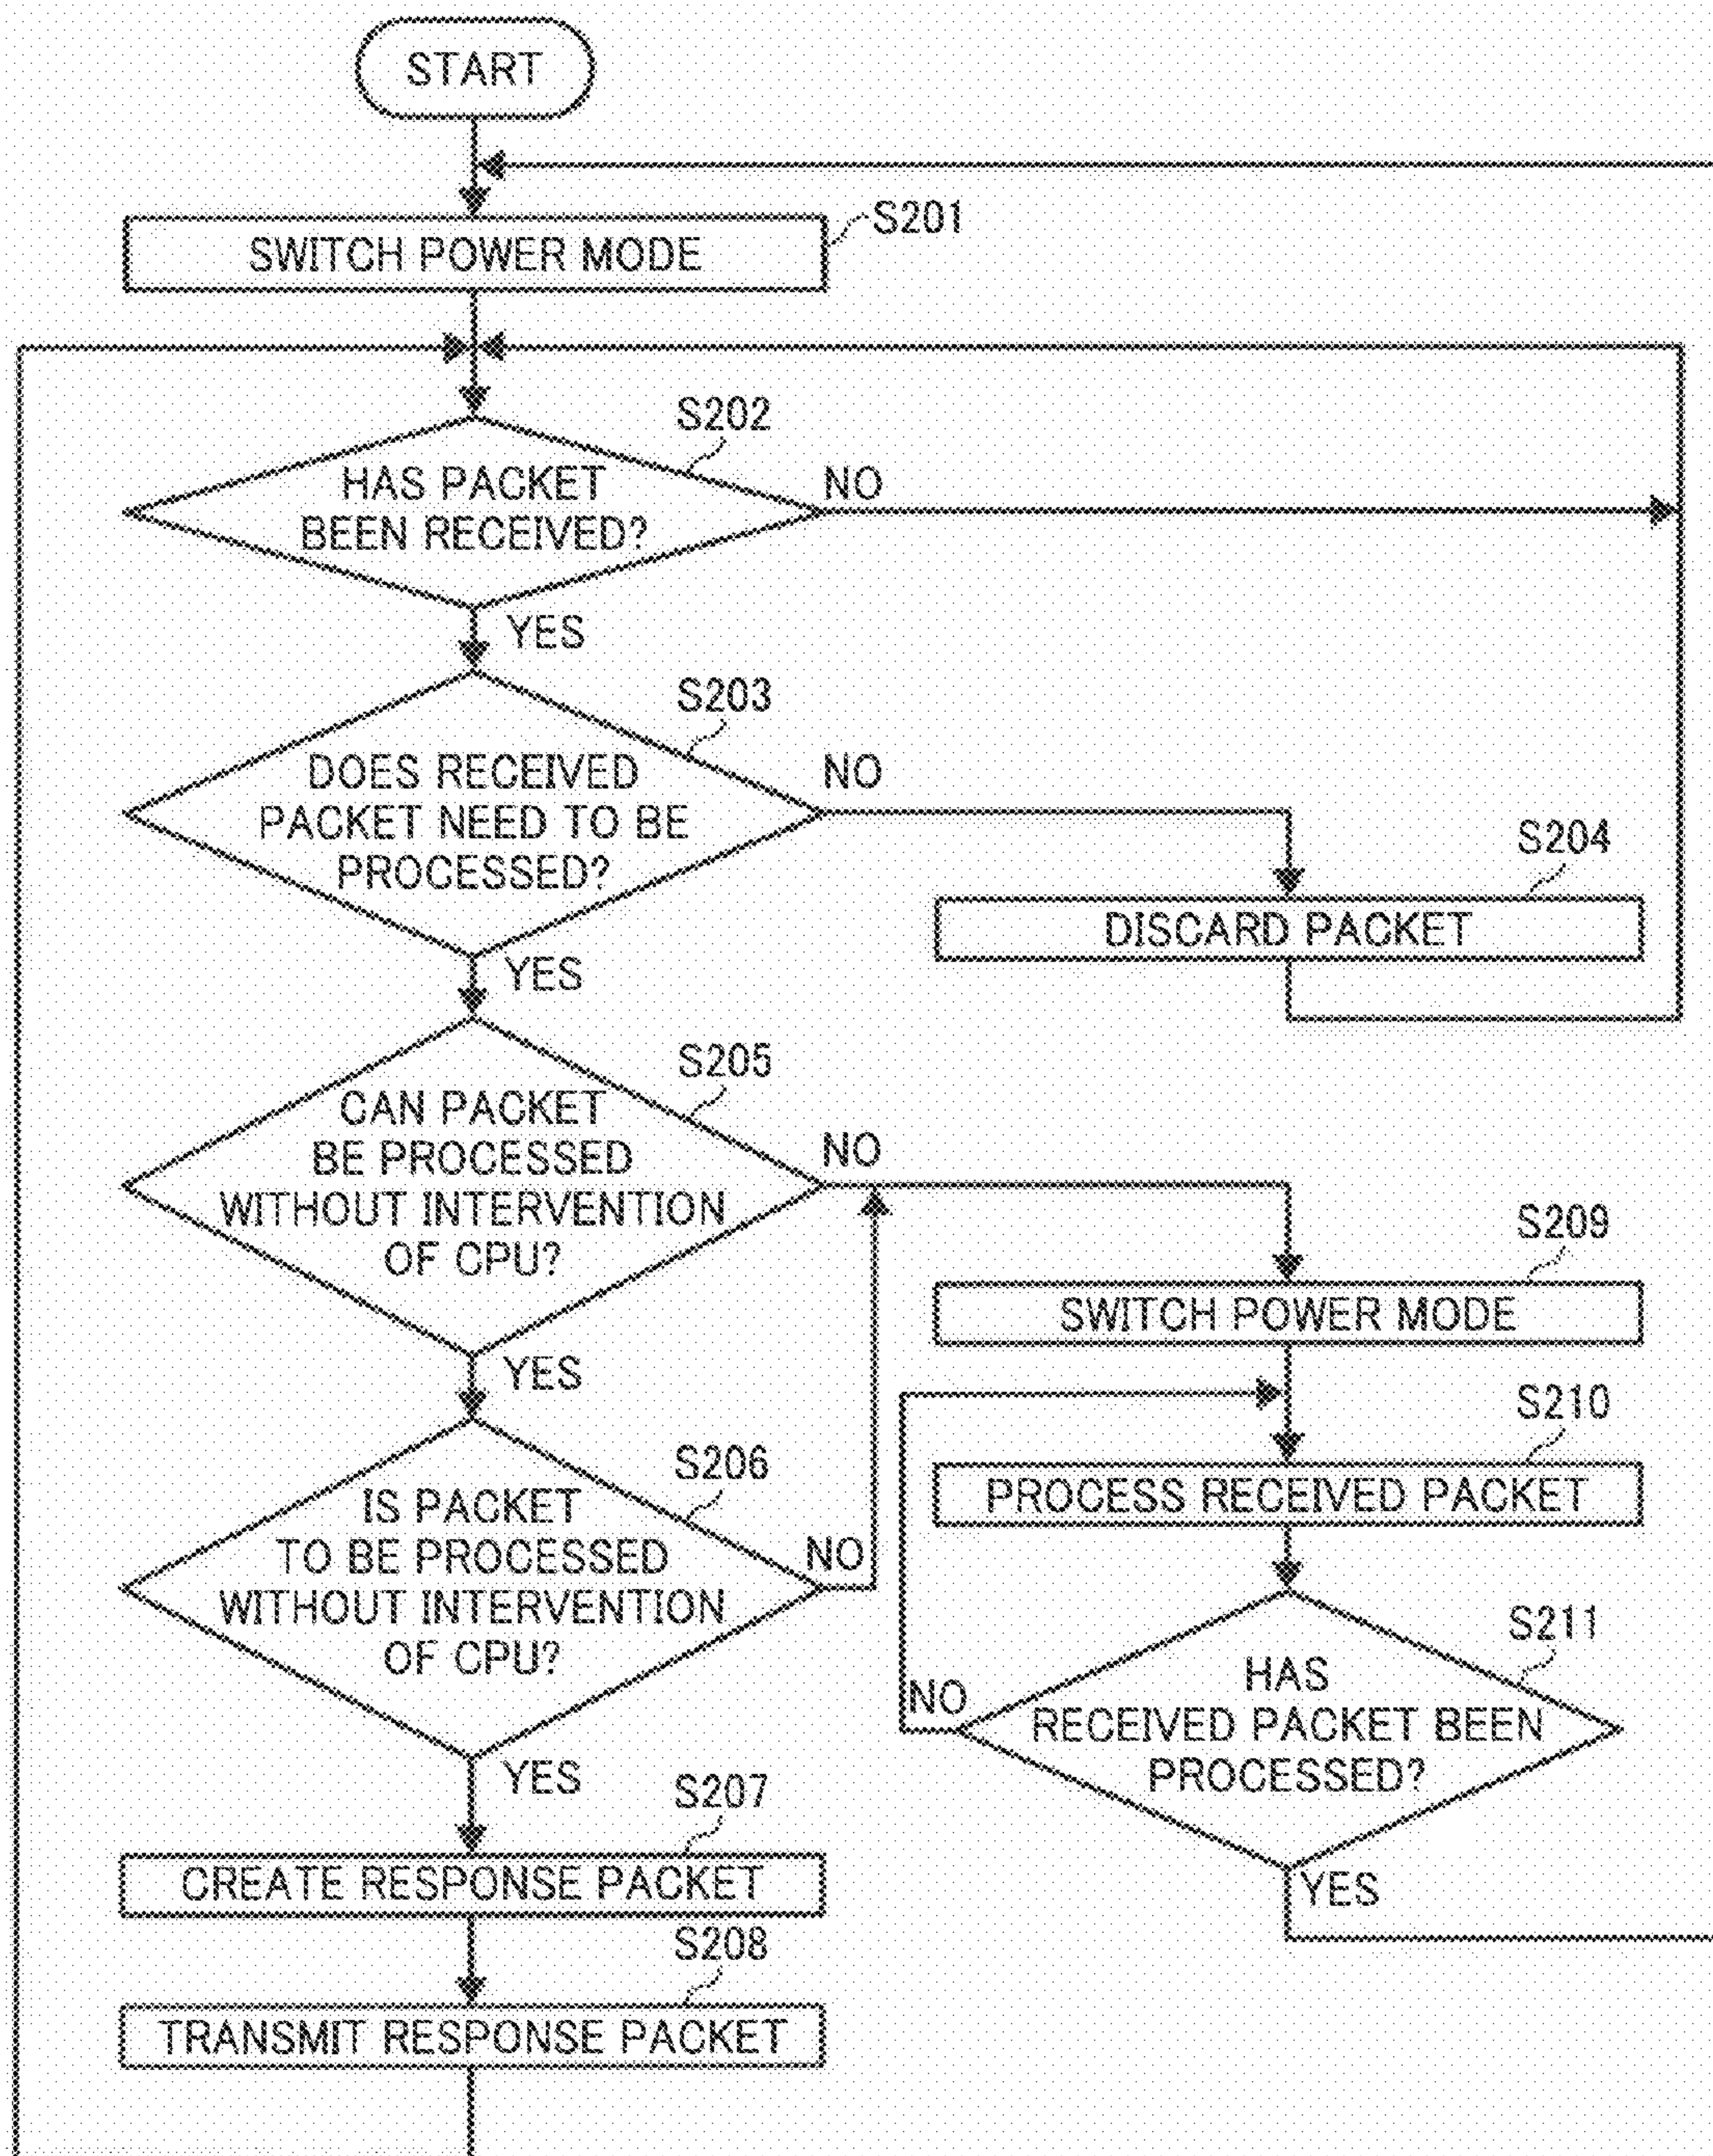 START
S201
SWITCH POWER MODE
S202
HAS PACKET
BEEN RECEIVED?
NO
YES
S203
DOES RECEIVED
PACKET NEED TO BE
PROCESSED?
NO
S204
DISCARD PACKET
YES
S205
CAN PACKET
BE PROCESSED
WITHOUT INTERVENTION
OF CPU?
NO
YES
S206
IS PACKET
TO BE PROCESSED
WITHOUT INTERVENTION
OF CPU?
NO
YES
S207
CREATE RESPONSE PACKET
S208
TRANSMIT RESPONSE PACKET
S209
SWITCH POWER MODE
S210
PROCESS RECEIVED PACKET
S211
HAS
RECEIVED PACKET BEEN
PROCESSED?
NO
YES